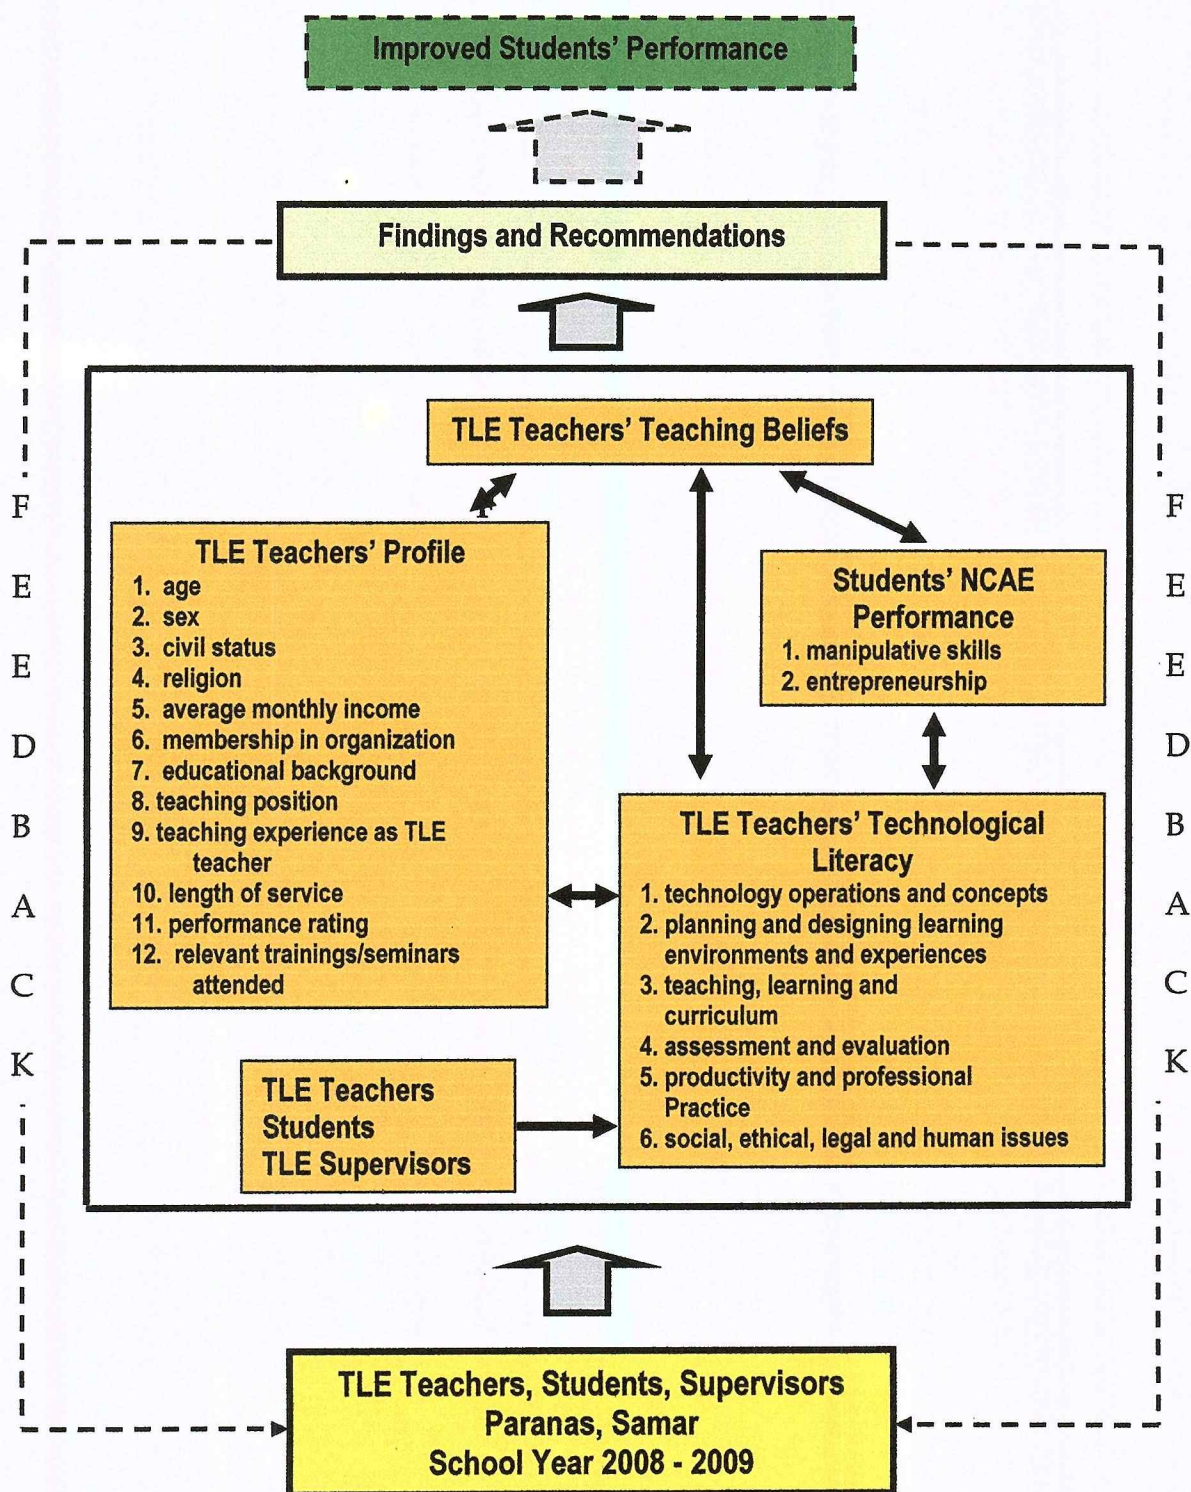 Improved Students' Performance
Findings and Recommendations
TLE Teachers' Teaching Beliefs
TLE Teachers' Profile
1. age
2. sex
3. civil status
4. religion
5. average monthly income
6. membership in organization
7. educational background
8. teaching position
9. teaching experience as TLE
teacher
10. length of service
11. performance rating
12. relevant trainings/seminars
attended
Students' NCAE
Performance
1. manipulative skills
2. entrepreneurship
TLE Teachers' Technological
Literacy
1. technology operations and concepts
2. planning and designing learning
environments and experiences
3. teaching, learning and
curriculum
4. assessment and evaluation
5. productivity and professional
Practice
6. social, ethical, legal and human issues
TLE Teachers
Students
TLE Supervisors
F
E
E
D
B
A
C
K
F
E
E
D
B
A
C
K
TLE Teachers, Students, Supervisors
Paranas, Samar
School Year 2008 - 2009